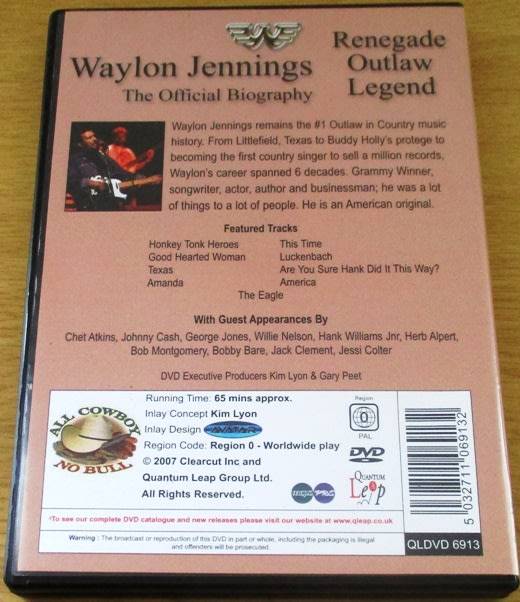 Waylon Jennings
The Official Biography
Renegade
Outlaw
Legend
Waylon Jennings remains the #1 Outlaw in Country music
history. From Littlefield, Texas to Buddy Holly's protege to
becoming the first country singer to sell a million records,
Waylon's career spanned 6 decades. Grammy Winner,
songwriter, actor, author and businessman; he was a lot
of things to a lot of people. He is an American original.
Featured Tracks
Honkey Tonk Heroes
Good Hearted Woman
Texas
Amanda
This Time
Luckenbach
Are You Sure Hank Did It This Way?
America
The Eagle
With Guest Appearances By
Chet Atkins, Johnny Cash, George Jones, Willie Nelson, Hank Williams Jnr, Herb Alpert,
Bob Montgomery, Bobby Bare, Jack Clement, Jessi Colter
DVD Executive Producers Kim Lyon & Gary Peet
ALL COWBOY
NO BULL
Running Time: 65 mins approx.
Inlay Concept Kim Lyon
Inlay Design AVATAR
Region Code: Region 0 - Worldwide play
© 2007 Clearcut Inc and
Quantum Leap Group Ltd.
All Rights Reserved.
Region
0
PAL
DVD
VIDEO
QUANTUM
Leap
5 032711 069132
*To see our complete DVD catalogue and new releases please visit our website at www.qleap.co.uk
Warning : The broadcast or reproduction of this DVD in part or whole, including the packaging is illegal
and offenders will be prosecuted.
QLDVD 6913